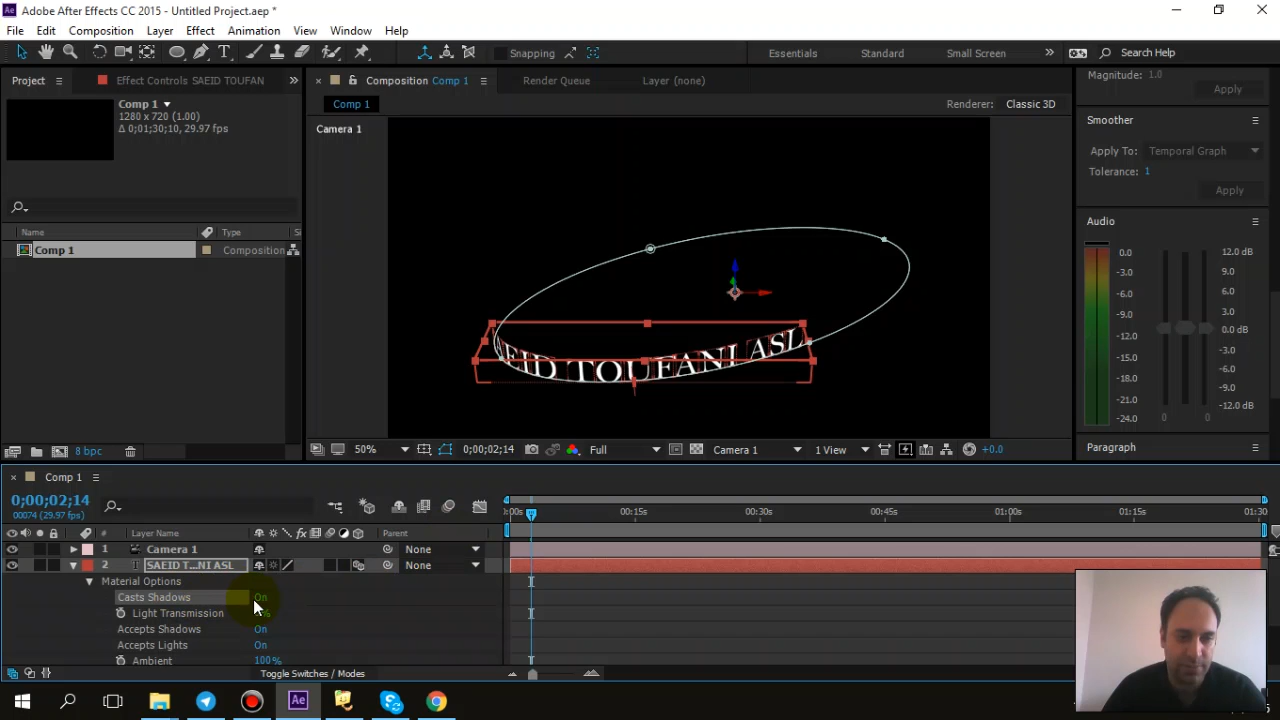 Adobe After Effects CC 2015 - Untitled Project.aep *
File Edit Composition Layer Effect Animation View Window Help
Snapping Essentials Standard Small Screen Search Help
Project Effect Controls SAEID TOUFAN Composition Comp 1 Render Queue Layer (none) Magnitude: 1.0
Apply
Comp 1
1280 x 720 (1.00)
Δ 0;01;30;10, 29.97 fps
Comp 1 Renderer: Classic 3D
Camera 1
Smoother
Apply To: Temporal Graph
Tolerance: 1
Apply
Audio
Name Type
Comp 1 Composition
0.0
-3.0
-6.0
-9.0
-12.0
-15.0
-18.0
-21.0
-24.0
12.0 dB
9.0
6.0
3.0
0.0 dB
-3.0
-6.0
-9.0
-12.0 dB
EID TOUFANI ASL
8 bpc 50% 0;00;02;14 Full Camera 1 1 View +0.0
Paragraph
Comp 1
0;00;02;14
00074 (29.97 fps)
:00s 00:15s 00:30s 00:45s 01:00s 01:15s 01:30
# Layer Name Parent
1 Camera 1 None
2 SAEID T...NI ASL None
Material Options
Casts Shadows On
Light Transmission %
Accepts Shadows On
Accepts Lights On
Ambient 100%
Toggle Switches / Modes